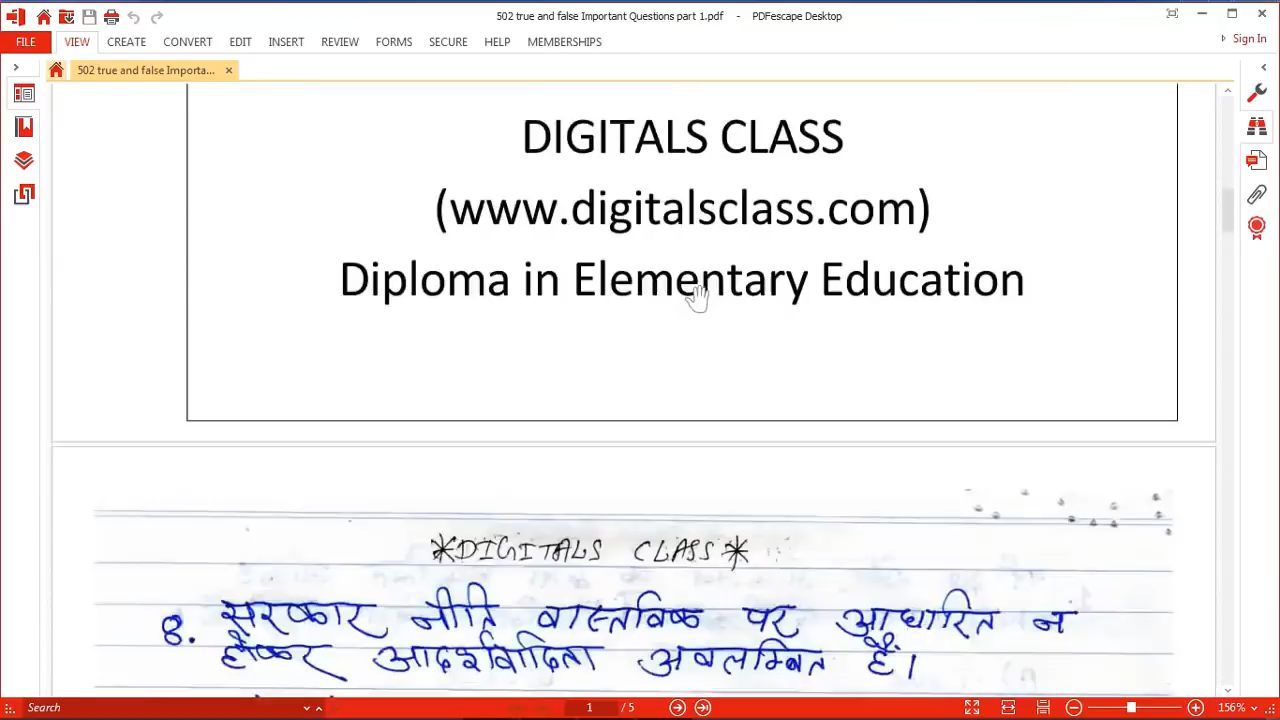 502 true and false Important Questions part 1.pdf - PDFescape Desktop
Sign In
FILE VIEW CREATE CONVERT EDIT INSERT REVIEW FORMS SECURE HELP MEMBERSHIPS
502 true and false Importa...
DIGITALS CLASS
(www.digitalsclass.com)
Diploma in Elementary Education
*DIGITALS CLASS*
8. सरकार नीति वास्तविक पर आधारित न
होकर आदर्शवादिता अवलम्बित है।
Search 1 / 5 156%